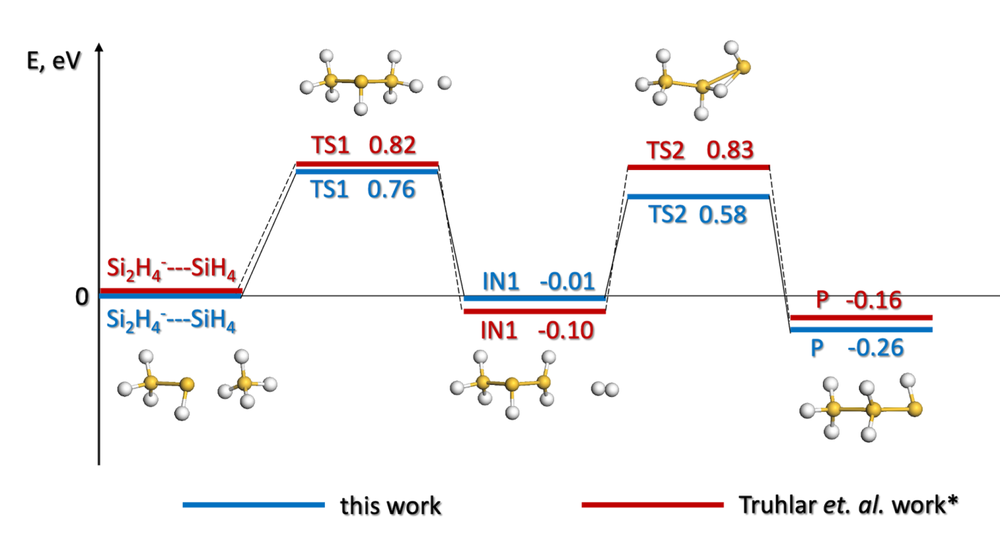 E, eV
TS1 0.82
TS1 0.76
TS2 0.83
TS2 0.58
Si₂H₄⁻---SiH₄
0
Si₂H₄⁻---SiH₄
IN1 -0.01
IN1 -0.10
P -0.16
P -0.26
this work
Truhlar et. al. work*